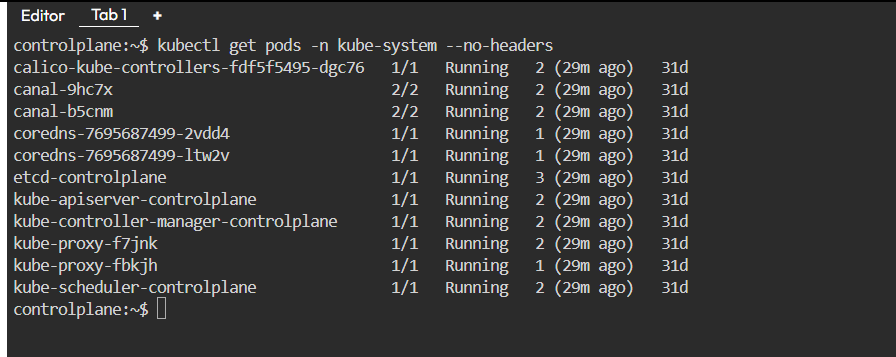 Editor Tab 1 +
controlplane:~$ kubectl get pods -n kube-system --no-headers
calico-kube-controllers-fdf5f5495-dgc76 1/1 Running 2 (29m ago) 31d
canal-9hc7x 2/2 Running 2 (29m ago) 31d
canal-b5cnm 2/2 Running 2 (29m ago) 31d
coredns-7695687499-2vdd4 1/1 Running 1 (29m ago) 31d
coredns-7695687499-ltw2v 1/1 Running 1 (29m ago) 31d
etcd-controlplane 1/1 Running 3 (29m ago) 31d
kube-apiserver-controlplane 1/1 Running 2 (29m ago) 31d
kube-controller-manager-controlplane 1/1 Running 2 (29m ago) 31d
kube-proxy-f7jnk 1/1 Running 2 (29m ago) 31d
kube-proxy-fbkjh 1/1 Running 1 (29m ago) 31d
kube-scheduler-controlplane 1/1 Running 2 (29m ago) 31d
controlplane:~$